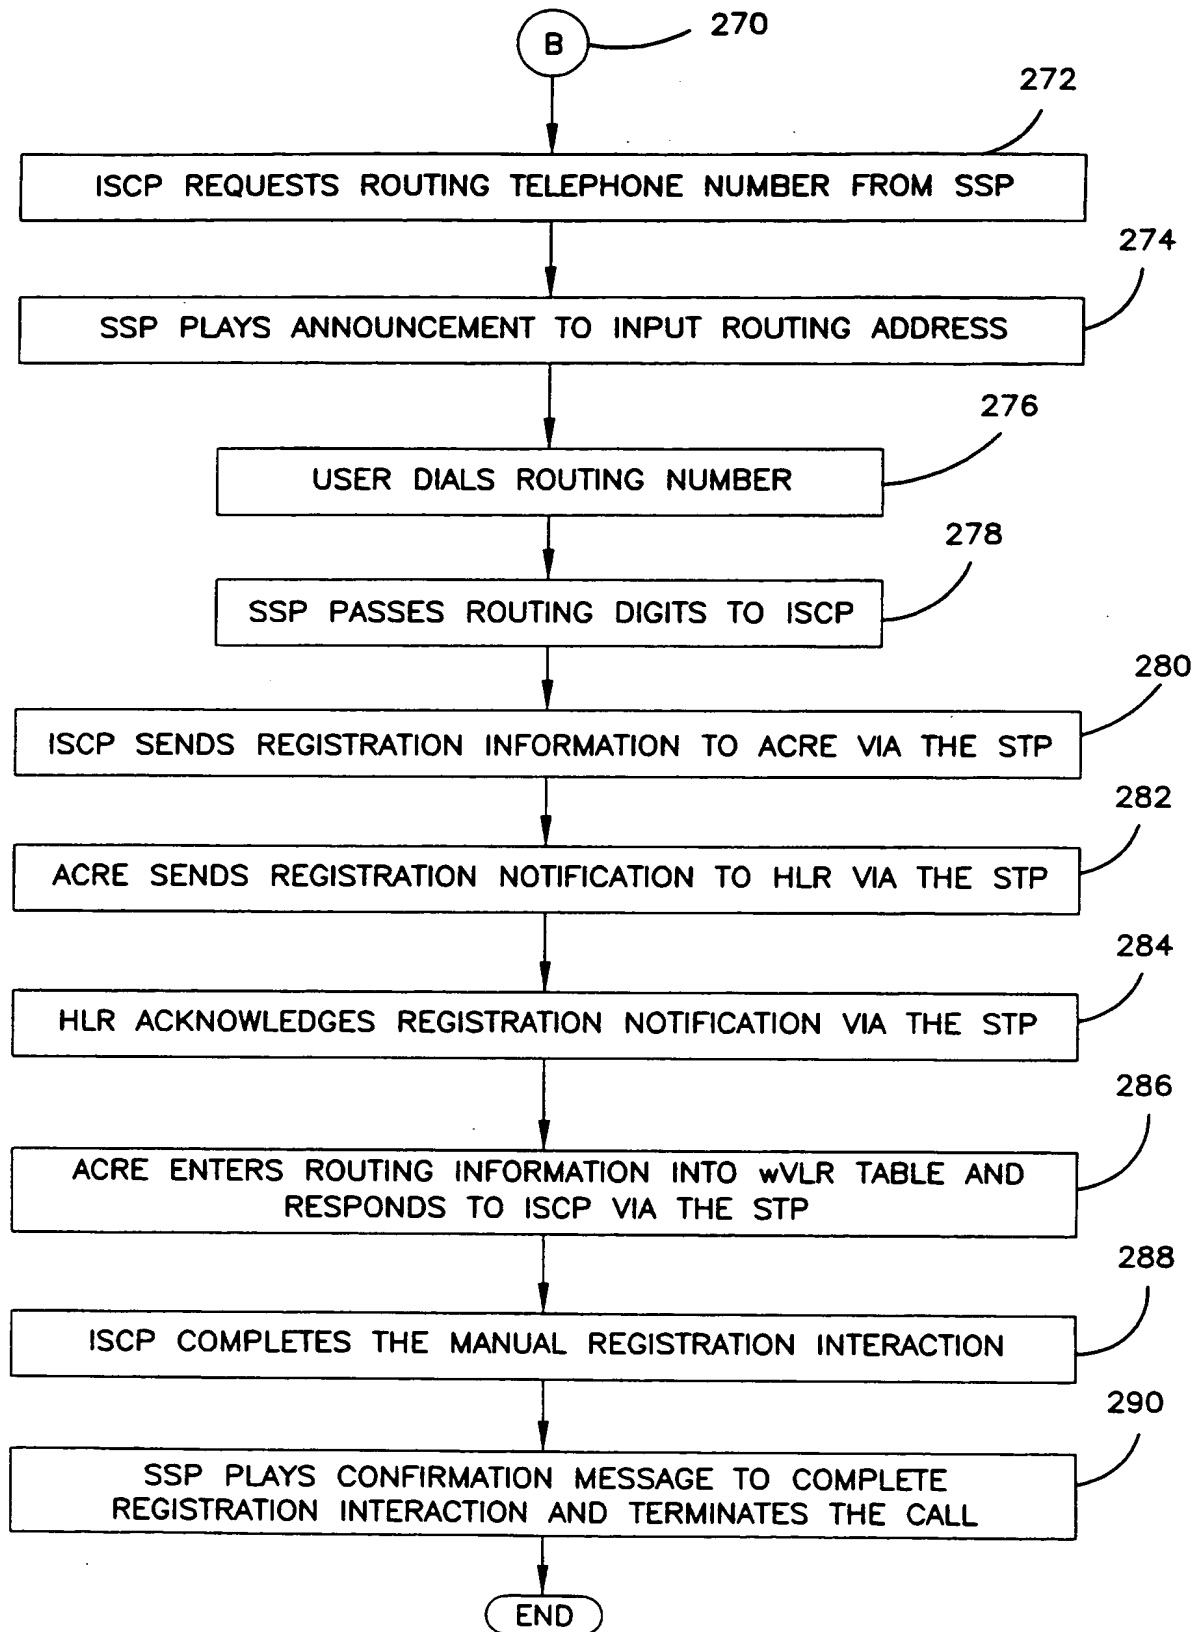 B
270
272
ISCP REQUESTS ROUTING TELEPHONE NUMBER FROM SSP
274
SSP PLAYS ANNOUNCEMENT TO INPUT ROUTING ADDRESS
276
USER DIALS ROUTING NUMBER
278
SSP PASSES ROUTING DIGITS TO ISCP
280
ISCP SENDS REGISTRATION INFORMATION TO ACRE VIA THE STP
282
ACRE SENDS REGISTRATION NOTIFICATION TO HLR VIA THE STP
284
HLR ACKNOWLEDGES REGISTRATION NOTIFICATION VIA THE STP
286
ACRE ENTERS ROUTING INFORMATION INTO wVLR TABLE AND
RESPONDS TO ISCP VIA THE STP
288
ISCP COMPLETES THE MANUAL REGISTRATION INTERACTION
290
SSP PLAYS CONFIRMATION MESSAGE TO COMPLETE
REGISTRATION INTERACTION AND TERMINATES THE CALL
END